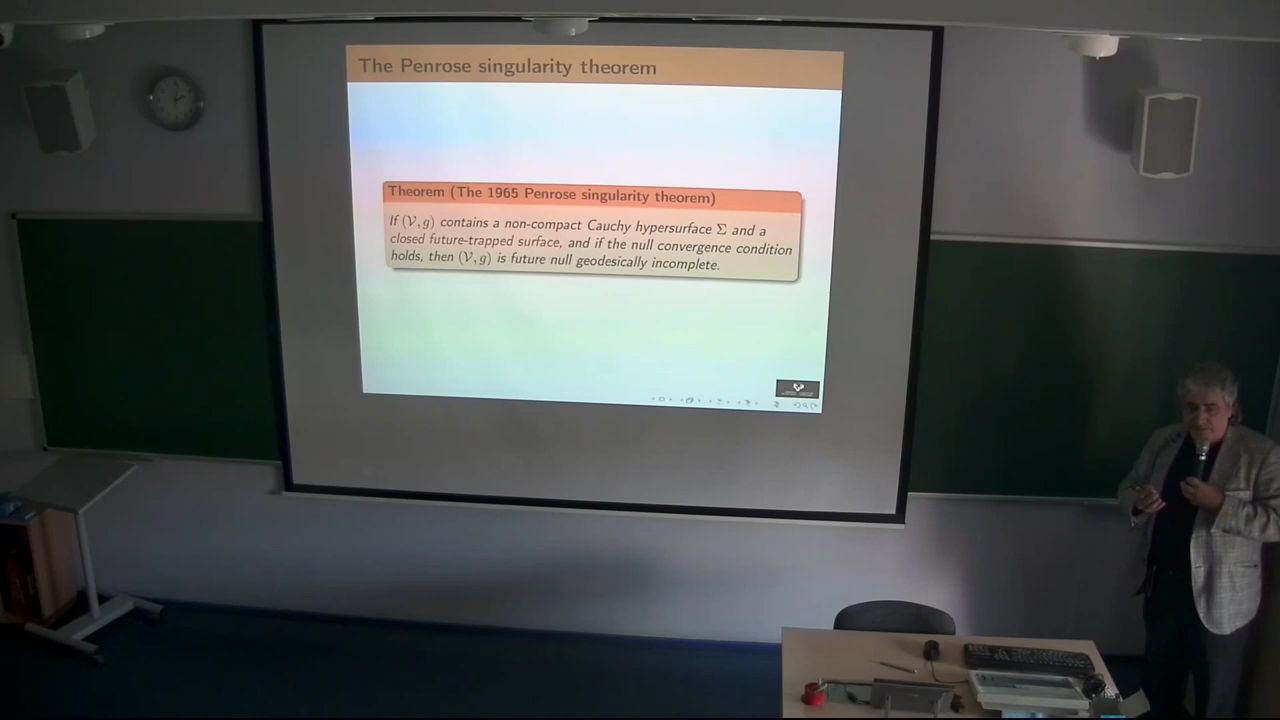 The Penrose singularity theorem
Theorem (The 1965 Penrose singularity theorem)
If (𝒱, g) contains a non-compact Cauchy hypersurface Σ and a
closed future-trapped surface, and if the null convergence condition
holds, then (𝒱, g) is future null geodesically incomplete.